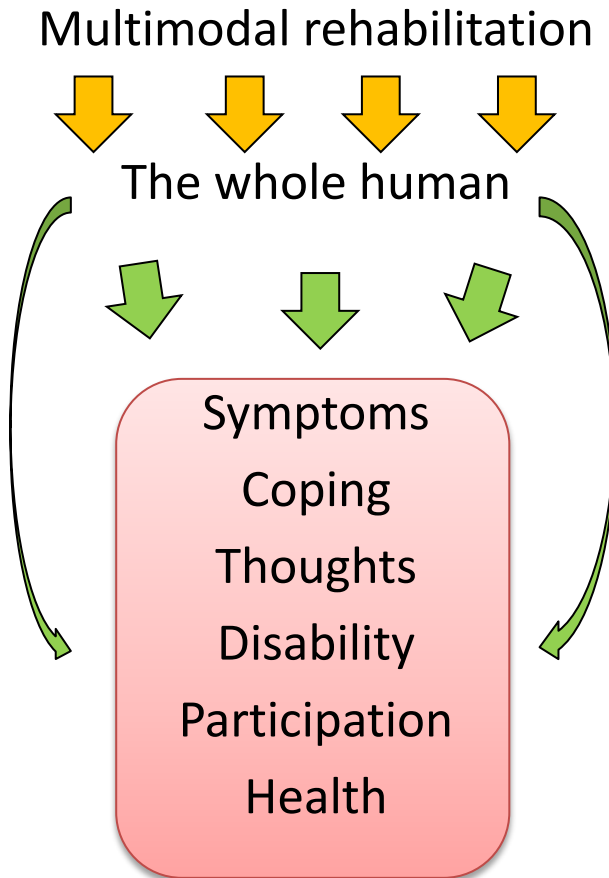 Multimodal rehabilitation
The whole human
Symptoms
Coping
Thoughts
Disability
Participation
Health